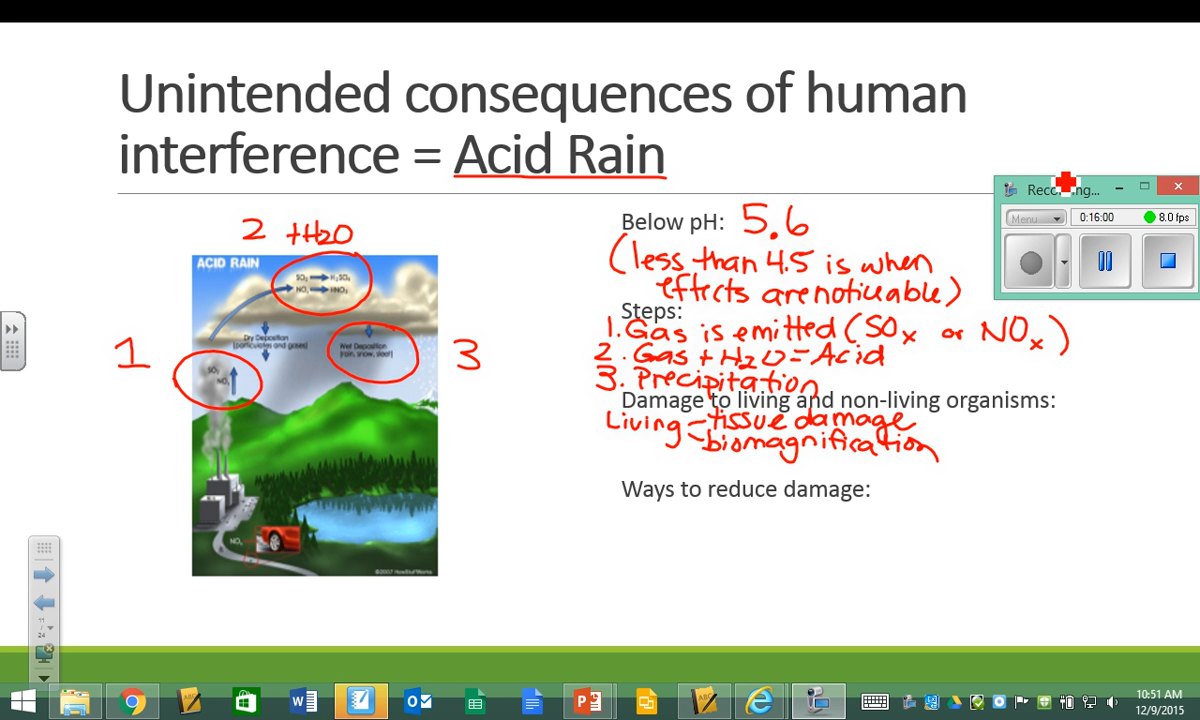 Unintended consequences of human
interference = Acid Rain
Recording...
Menu
0:16:00
8.0 fps
Below pH: 5.6
(less than 4.5 is when
effects are noticable)
Steps:
1. Gas is emitted (SOx or NOx)
2. Gas + H2O = Acid
3. Precipitation
Damage to living and non-living organisms:
Living - tissue damage
- biomagnification
Ways to reduce damage:
2 +H2O
ACID RAIN
SO2 H2SO4
NOx HNO3
Dry Deposition
(particulates and gases)
Wet Deposition
(rain, snow, sleet)
1
3
SO2
NOx
NOx
©2007 HowStuffWorks
11
/
24
10:51 AM
12/9/2015